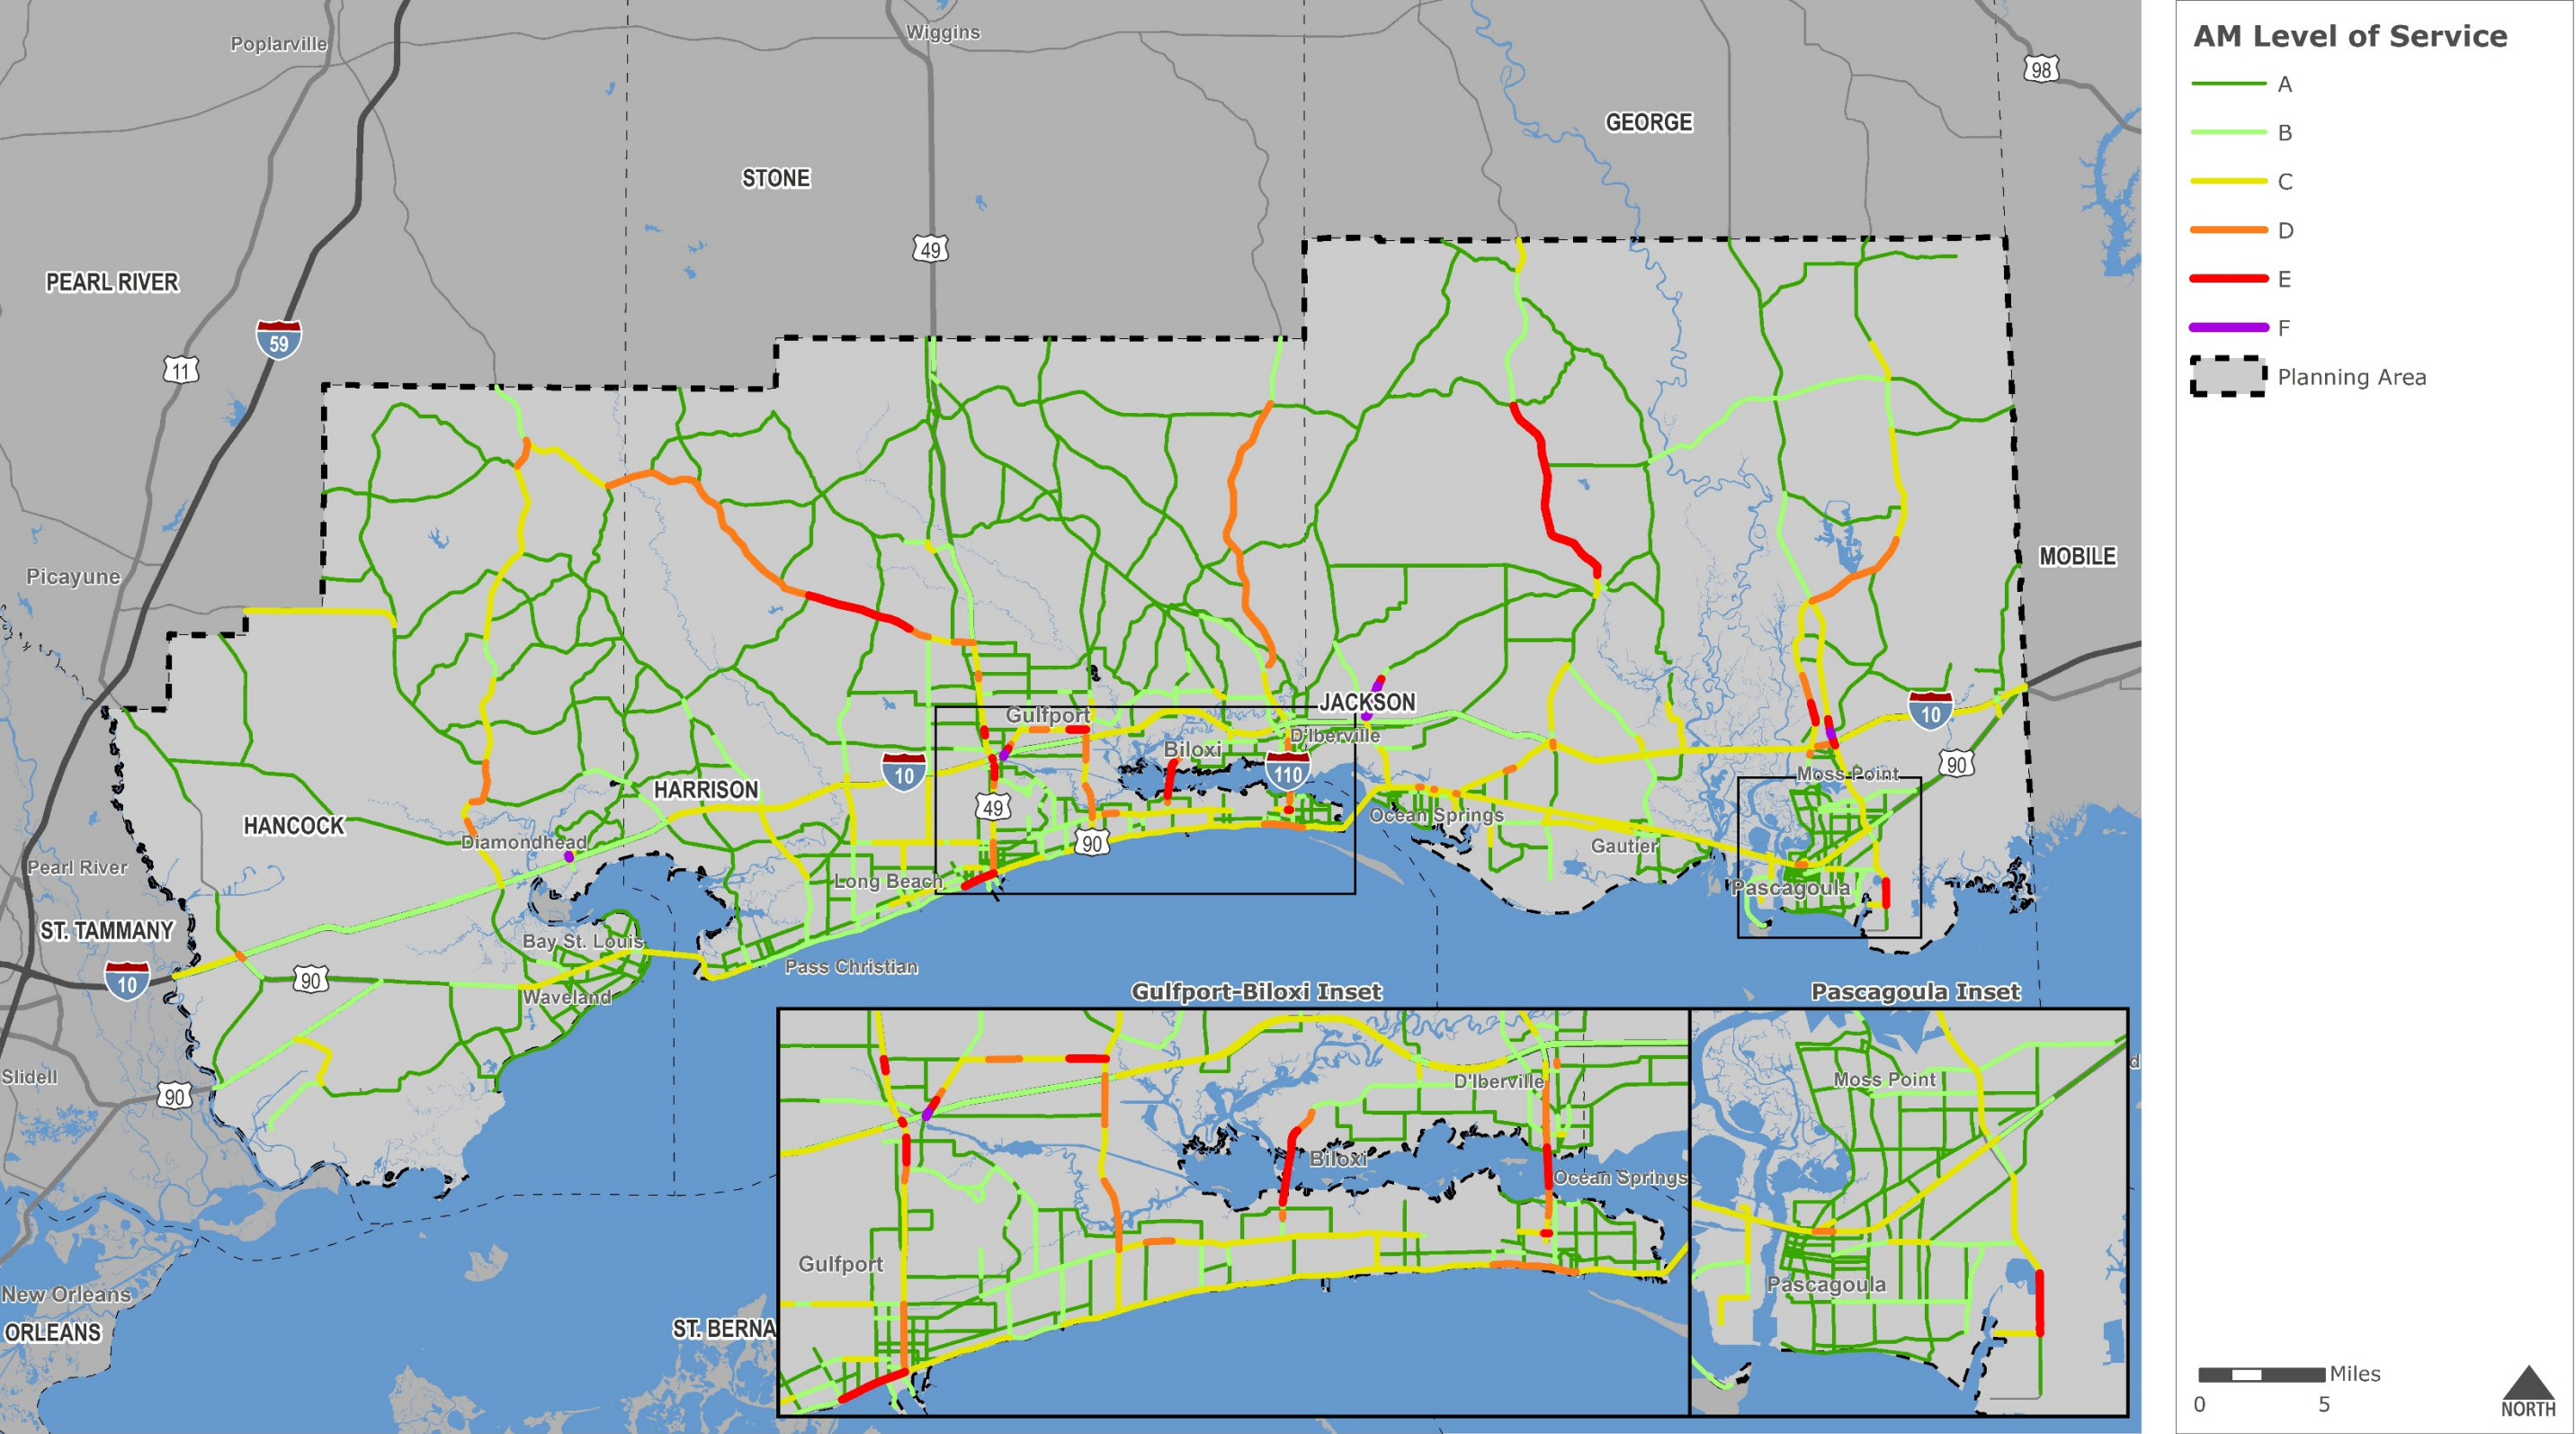 Poplarville
Wiggins
98
GEORGE
STONE
49
PEARL RIVER
59
11
MOBILE
Picayune
JACKSON
10
Gulfport
D'Iberville
Biloxi
10
110
90
Moss Point
HARRISON
49
HANCOCK
Ocean Springs
Diamondhead
90
Gautier
Pearl River
Long Beach
Pascagoula
ST. TAMMANY
Bay St. Louis
Pass Christian
10
90
Waveland
Gulfport-Biloxi Inset
Pascagoula Inset
Slidell
90
d
D'Iberville
Moss Point
Biloxi
Ocean Springs
Gulfport
Pascagoula
New Orleans
ORLEANS
ST. BERNA
AM Level of Service
A
B
C
D
E
F
Planning Area
Miles
0 5
NORTH